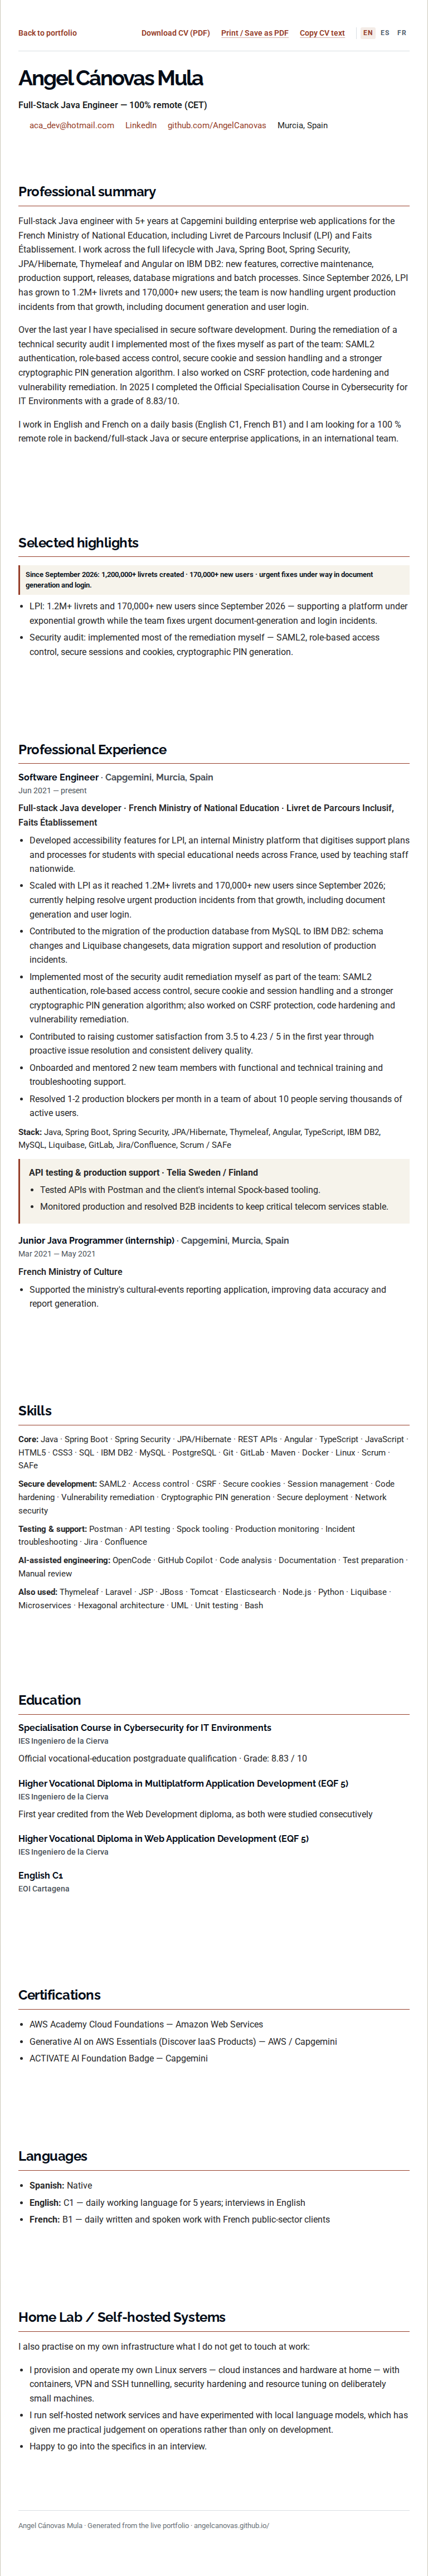 Back to portfolio
Download CV (PDF) Print / Save as PDF Copy CV text EN ES FR
Angel Cánovas Mula
Full-Stack Java Engineer — 100% remote (CET)
aca_dev@hotmail.com LinkedIn github.com/AngelCanovas Murcia, Spain
Professional summary
Full-stack Java engineer with 5+ years at Capgemini building enterprise web applications for the
French Ministry of National Education, including Livret de Parcours Inclusif (LPI) and Faits
Établissement. I work across the full lifecycle with Java, Spring Boot, Spring Security,
JPA/Hibernate, Thymeleaf and Angular on IBM DB2: new features, corrective maintenance,
production support, releases, database migrations and batch processes. Since September 2026, LPI
has grown to 1.2M+ livrets and 170,000+ new users; the team is now handling urgent production
incidents from that growth, including document generation and user login.
Over the last year I have specialised in secure software development. During the remediation of a
technical security audit I implemented most of the fixes myself as part of the team: SAML2
authentication, role-based access control, secure cookie and session handling and a stronger
cryptographic PIN generation algorithm. I also worked on CSRF protection, code hardening and
vulnerability remediation. In 2025 I completed the Official Specialisation Course in Cybersecurity for
IT Environments with a grade of 8.83/10.
I work in English and French on a daily basis (English C1, French B1) and I am looking for a 100 %
remote role in backend/full-stack Java or secure enterprise applications, in an international team.
Selected highlights
Since September 2026: 1,200,000+ livrets created · 170,000+ new users · urgent fixes under way in document
generation and login.
• LPI: 1.2M+ livrets and 170,000+ new users since September 2026 — supporting a platform under
exponential growth while the team fixes urgent document-generation and login incidents.
• Security audit: implemented most of the remediation myself — SAML2, role-based access
control, secure sessions and cookies, cryptographic PIN generation.
Professional Experience
Software Engineer · Capgemini, Murcia, Spain
Jun 2021 — present
Full-stack Java developer · French Ministry of National Education · Livret de Parcours Inclusif,
Faits Établissement
• Developed accessibility features for LPI, an internal Ministry platform that digitises support plans
and processes for students with special educational needs across France, used by teaching staff
nationwide.
• Scaled with LPI as it reached 1.2M+ livrets and 170,000+ new users since September 2026;
currently helping resolve urgent production incidents from that growth, including document
generation and user login.
• Contributed to the migration of the production database from MySQL to IBM DB2: schema
changes and Liquibase changesets, data migration support and resolution of production
incidents.
• Implemented most of the security audit remediation myself as part of the team: SAML2
authentication, role-based access control, secure cookie and session handling and a stronger
cryptographic PIN generation algorithm; also worked on CSRF protection, code hardening and
vulnerability remediation.
• Contributed to raising customer satisfaction from 3.5 to 4.23 / 5 in the first year through
proactive issue resolution and consistent delivery quality.
• Onboarded and mentored 2 new team members with functional and technical training and
troubleshooting support.
• Resolved 1-2 production blockers per month in a team of about 10 people serving thousands of
active users.
Stack: Java, Spring Boot, Spring Security, JPA/Hibernate, Thymeleaf, Angular, TypeScript, IBM DB2,
MySQL, Liquibase, GitLab, Jira/Confluence, Scrum / SAFe
API testing & production support · Telia Sweden / Finland
• Tested APIs with Postman and the client's internal Spock-based tooling.
• Monitored production and resolved B2B incidents to keep critical telecom services stable.
Junior Java Programmer (internship) · Capgemini, Murcia, Spain
Mar 2021 — May 2021
French Ministry of Culture
• Supported the ministry's cultural-events reporting application, improving data accuracy and
report generation.
Skills
Core: Java · Spring Boot · Spring Security · JPA/Hibernate · REST APIs · Angular · TypeScript · JavaScript ·
HTML5 · CSS3 · SQL · IBM DB2 · MySQL · PostgreSQL · Git · GitLab · Maven · Docker · Linux · Scrum ·
SAFe
Secure development: SAML2 · Access control · CSRF · Secure cookies · Session management · Code
hardening · Vulnerability remediation · Cryptographic PIN generation · Secure deployment · Network
security
Testing & support: Postman · API testing · Spock tooling · Production monitoring · Incident
troubleshooting · Jira · Confluence
AI-assisted engineering: OpenCode · GitHub Copilot · Code analysis · Documentation · Test preparation ·
Manual review
Also used: Thymeleaf · Laravel · JSP · JBoss · Tomcat · Elasticsearch · Node.js · Python · Liquibase ·
Microservices · Hexagonal architecture · UML · Unit testing · Bash
Education
Specialisation Course in Cybersecurity for IT Environments
IES Ingeniero de la Cierva
Official vocational-education postgraduate qualification · Grade: 8.83 / 10
Higher Vocational Diploma in Multiplatform Application Development (EQF 5)
IES Ingeniero de la Cierva
First year credited from the Web Development diploma, as both were studied consecutively
Higher Vocational Diploma in Web Application Development (EQF 5)
IES Ingeniero de la Cierva
English C1
EOI Cartagena
Certifications
• AWS Academy Cloud Foundations — Amazon Web Services
• Generative AI on AWS Essentials (Discover IaaS Products) — AWS / Capgemini
• ACTIVATE AI Foundation Badge — Capgemini
Languages
• Spanish: Native
• English: C1 — daily working language for 5 years; interviews in English
• French: B1 — daily written and spoken work with French public-sector clients
Home Lab / Self-hosted Systems
I also practise on my own infrastructure what I do not get to touch at work:
• I provision and operate my own Linux servers — cloud instances and hardware at home — with
containers, VPN and SSH tunnelling, security hardening and resource tuning on deliberately
small machines.
• I run self-hosted network services and have experimented with local language models, which has
given me practical judgement on operations rather than only on development.
• Happy to go into the specifics in an interview.
Angel Cánovas Mula · Generated from the live portfolio · angelcanovas.github.io/